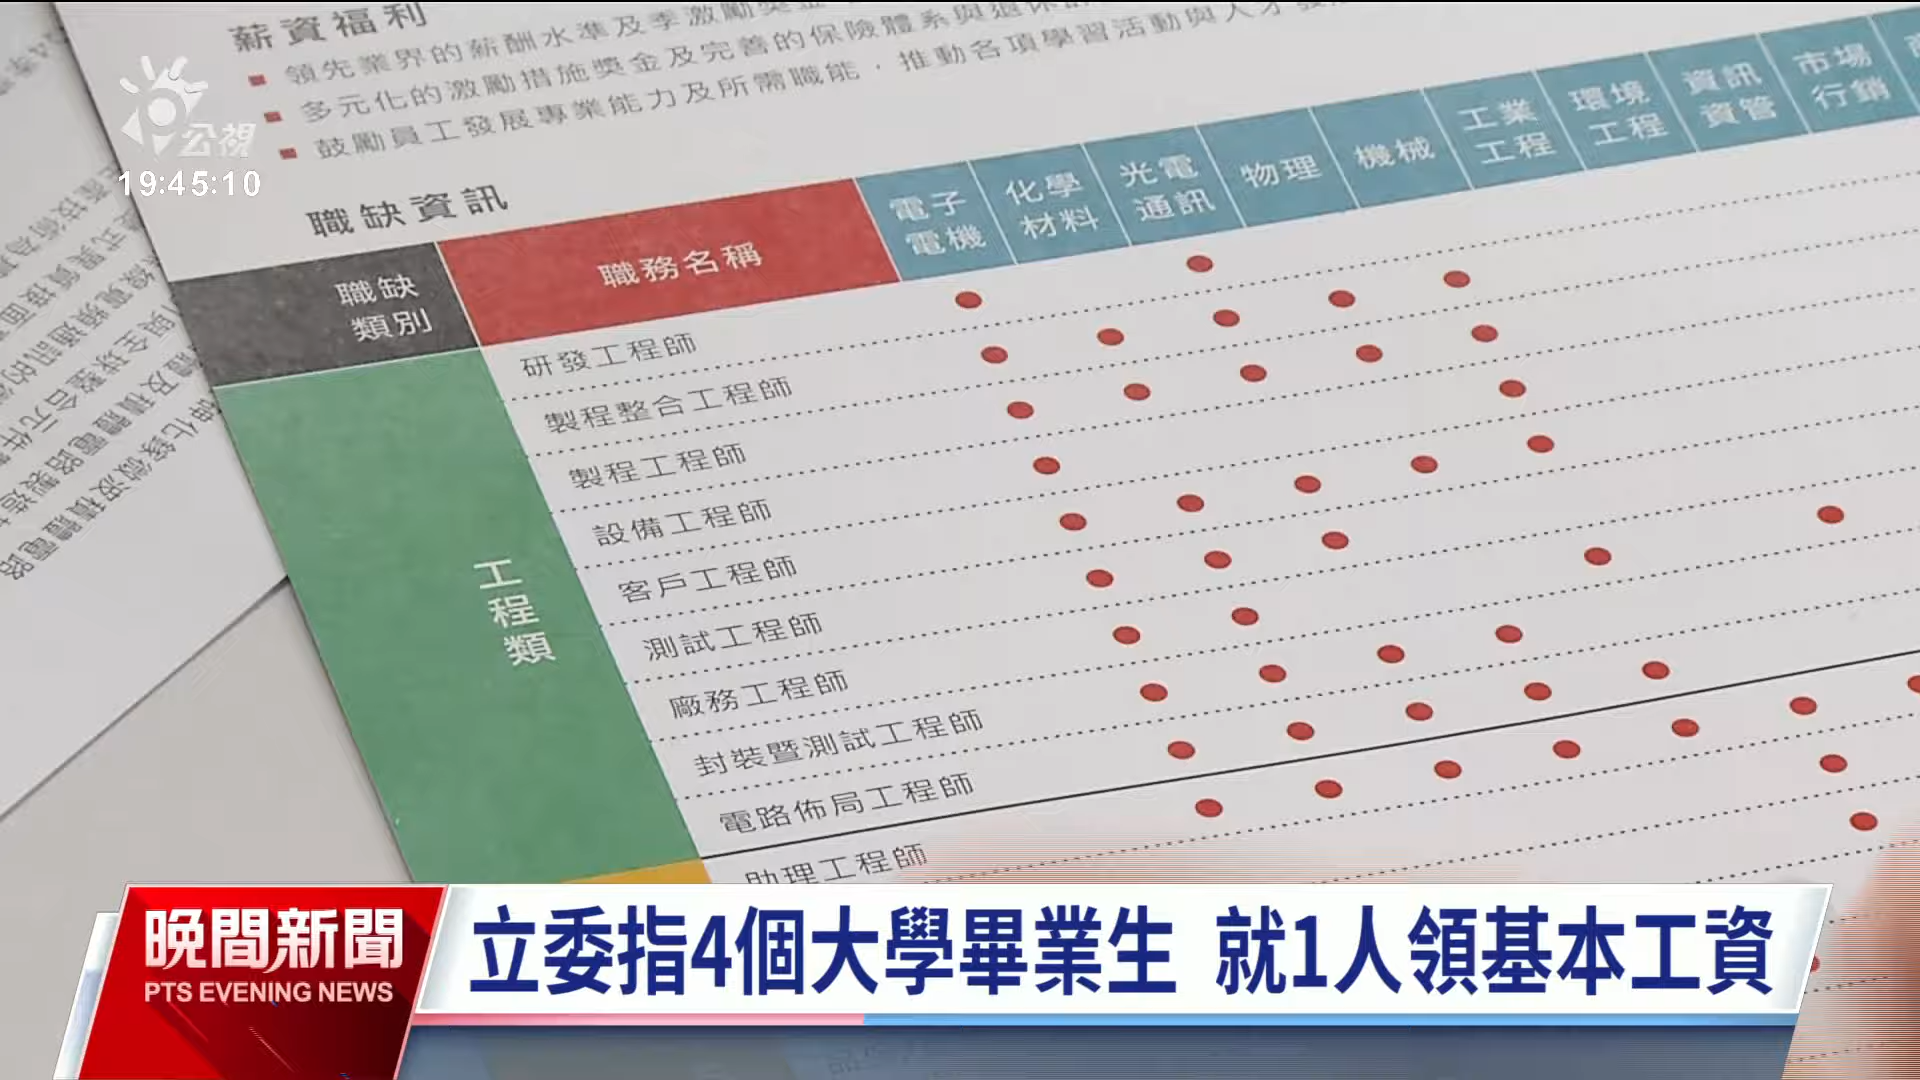 薪資福利
領先業界的薪酬水準及季激勵獎金
多元化的激勵措施獎金及完善的保險體系與退休
鼓勵員工發展專業能力及所需職能，推動各項學習活動與人才發
公視
19:45:10
職缺資訊
職缺類別
職務名稱
電子電機
化學材料
光電通訊
物理
機械
工業工程
環境工程
資訊資管
市場行銷
工程類
研發工程師
製程整合工程師
製程工程師
設備工程師
客戶工程師
測試工程師
廠務工程師
封裝暨測試工程師
電路佈局工程師
助理工程師
晚間新聞
PTS EVENING NEWS
立委指4個大學畢業生 就1人領基本工資